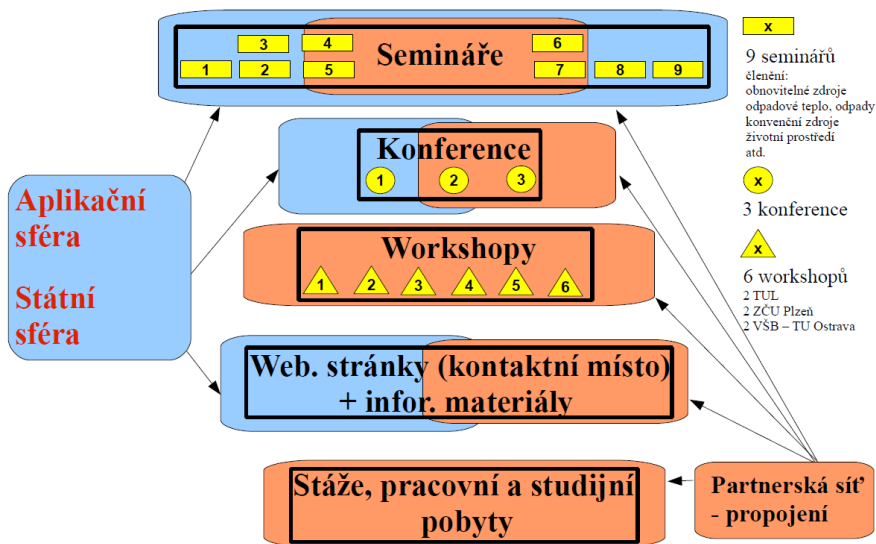 3
4
6
1
2
5
Semináře
7
8
9
Konference
1
2
3
Workshopy
1
2
3
4
5
6
Web. stránky (kontaktní místo)
+ infor. materiály
Stáže, pracovní a studijní
pobyty
Aplikační
sféra
Státní
sféra
Partnerská síť
- propojení
x
9 seminářů
členění:
obnovitelné zdroje
odpadové teplo, odpady
konvenční zdroje
životní prostředí
atd.
x
3 konference
x
6 workshopů
2 TUL
2 ZČU Plzeň
2 VŠB – TU Ostrava